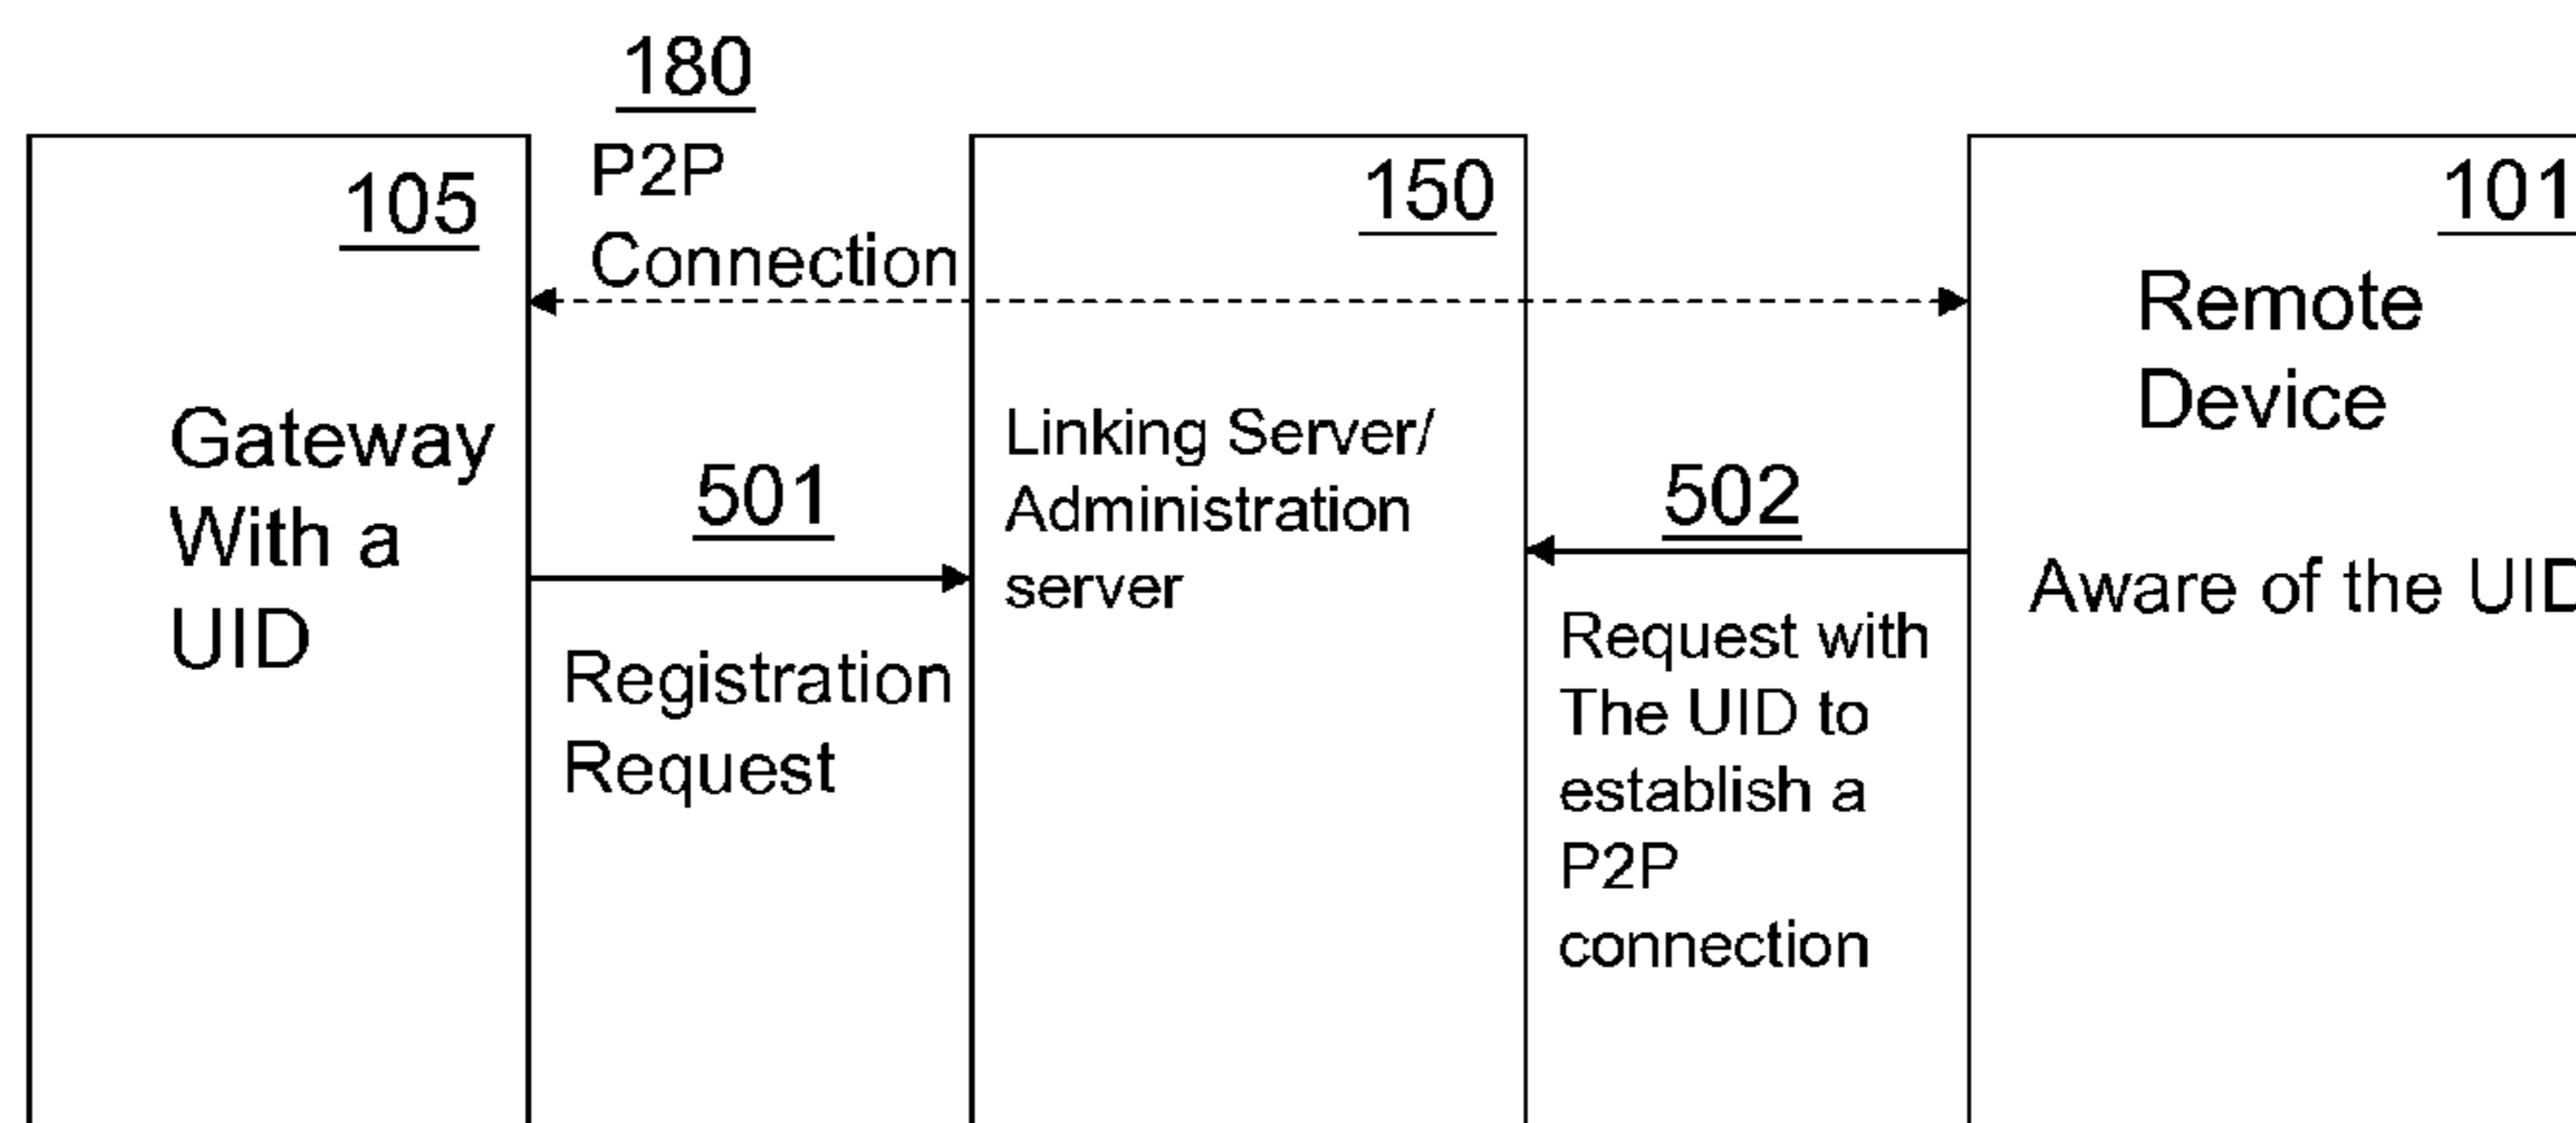 180
P2P
Connection
105
Gateway
With a
UID
501
Registration
Request
150
Linking Server/
Administration
server
502
Request with
The UID to
establish a
P2P
connection
101
Remote
Device
Aware of the UID